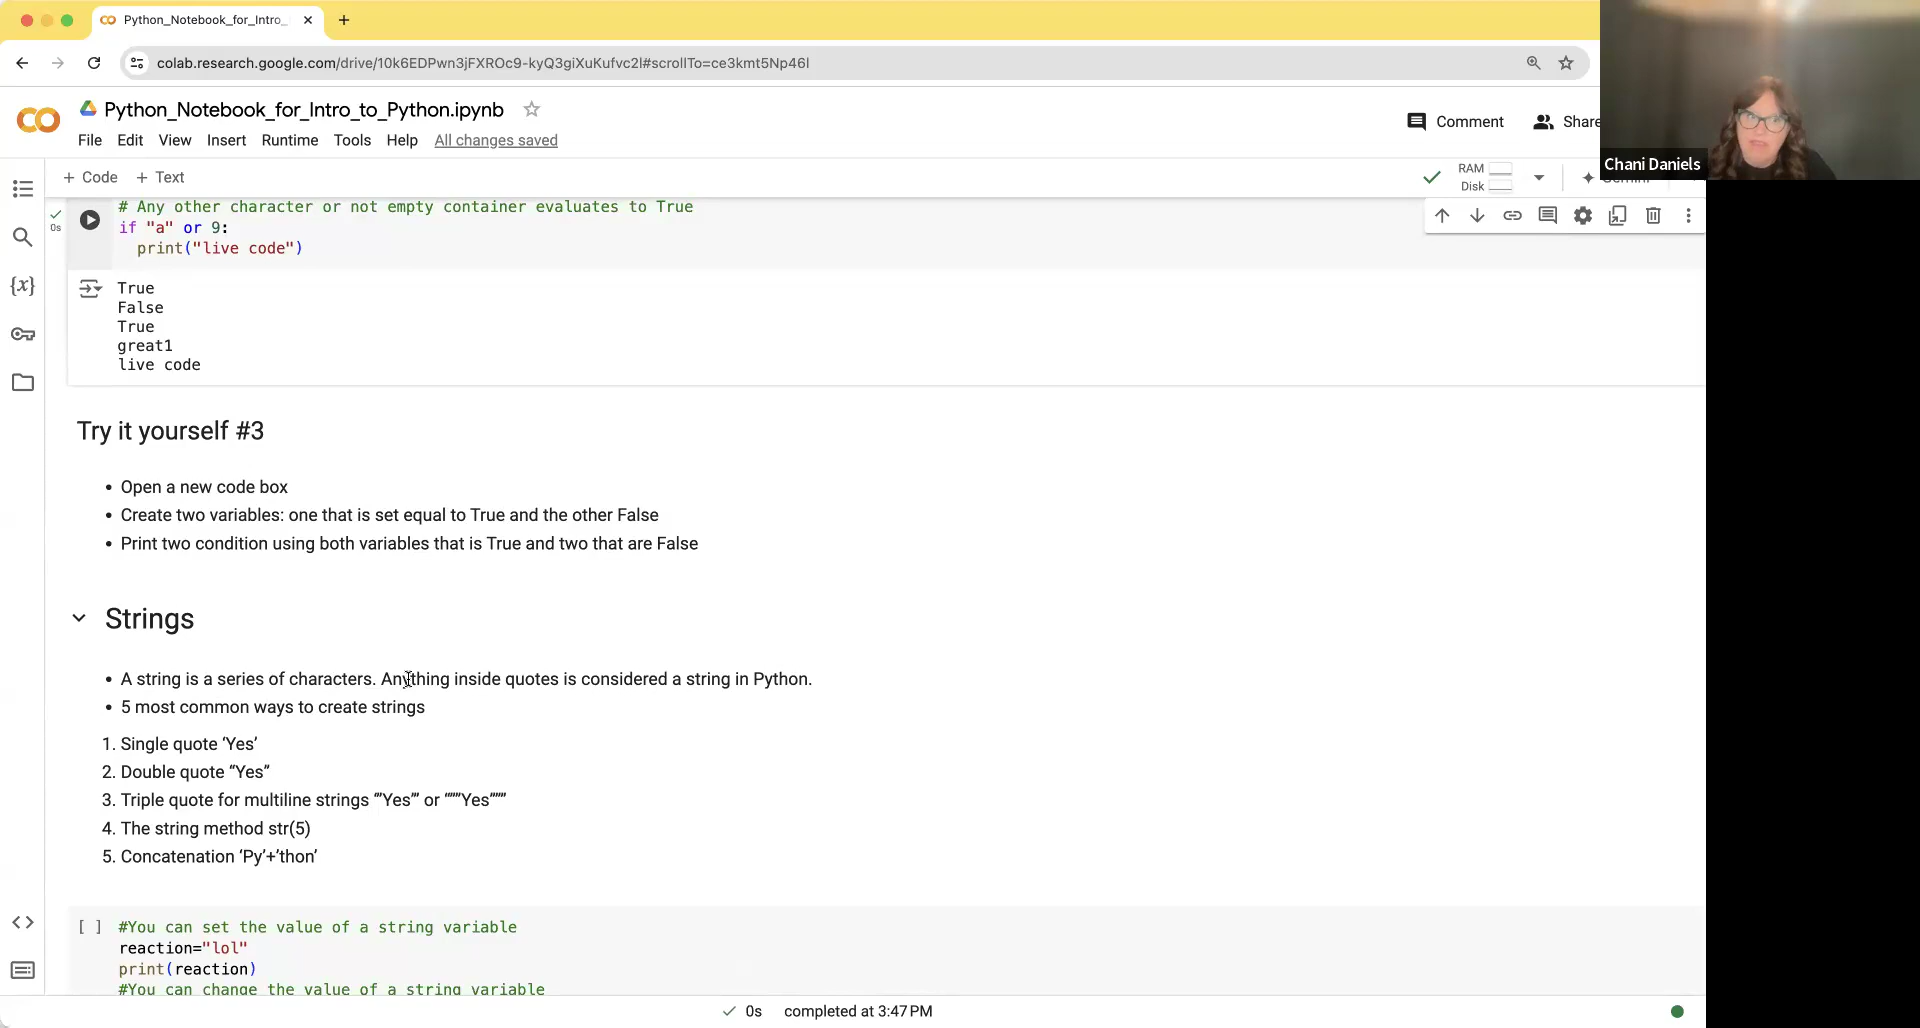 Python_Notebook_for_Intro_
colab.research.google.com/drive/10k6EDPwn3jFXROc9-kyQ3giXuKufvc2l#scrollTo=ce3kmt5Np46l
Python_Notebook_for_Intro_to_Python.ipynb
Comment
Share
File Edit View Insert Runtime Tools Help All changes saved
Chani Daniels
+ Code + Text
RAM
Disk
# Any other character or not empty container evaluates to True
0s
if "a" or 9:
print("live code")
True
False
True
great1
live code
Try it yourself #3
• Open a new code box
• Create two variables: one that is set equal to True and the other False
• Print two condition using both variables that is True and two that are False
Strings
• A string is a series of characters. Anything inside quotes is considered a string in Python.
• 5 most common ways to create strings
1. Single quote ‘Yes’
2. Double quote “Yes”
3. Triple quote for multiline strings ‘’’Yes’’’ or “””Yes”””
4. The string method str(5)
5. Concatenation ‘Py’+’thon’
[ ] #You can set the value of a string variable
reaction="lol"
print(reaction)
#You can change the value of a string variable
0s completed at 3:47 PM